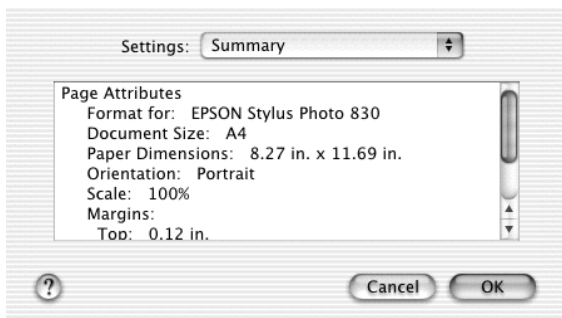 Settings: Summary
Page Attributes
Format for: EPSON Stylus Photo 830
Document Size: A4
Paper Dimensions: 8.27 in. x 11.69 in.
Orientation: Portrait
Scale: 100%
Margins:
Top: 0.12 in.
? Cancel OK